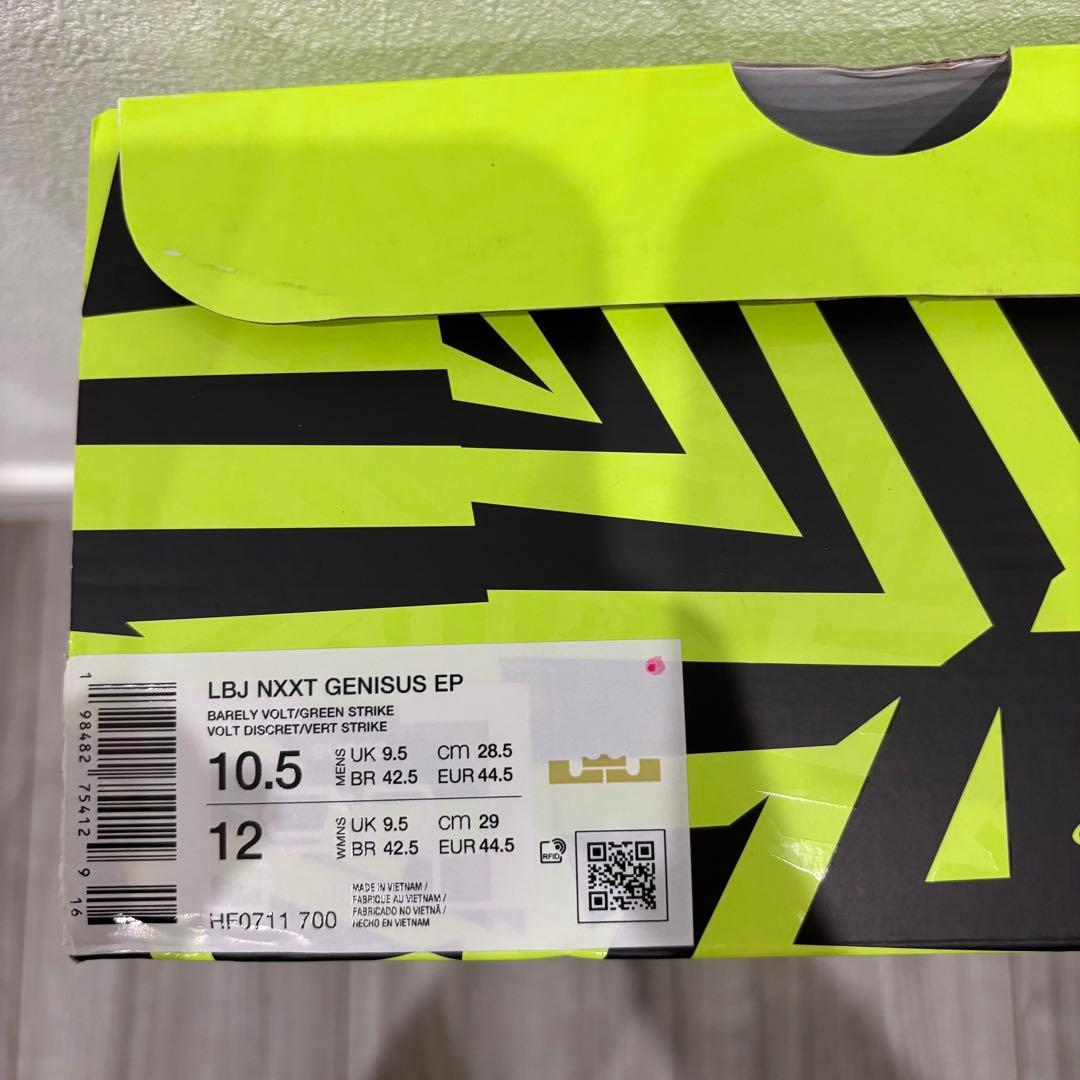 LBJ NXXT GENISUS EP
BARELY VOLT/GREEN STRIKE
VOLT DISCRET/VERT STRIKE
10.5 MENS UK 9.5 cm 28.5
BR 42.5 EUR 44.5
12 WMNS UK 9.5 cm 29
BR 42.5 EUR 44.5
RFID
MADE IN VIETNAM /
FABRIQUE AU VIETNAM /
FABRICADO NO VIETNÃ /
HECHO EN VIETNAM
HF0711 700
1 98482 75412 9 16